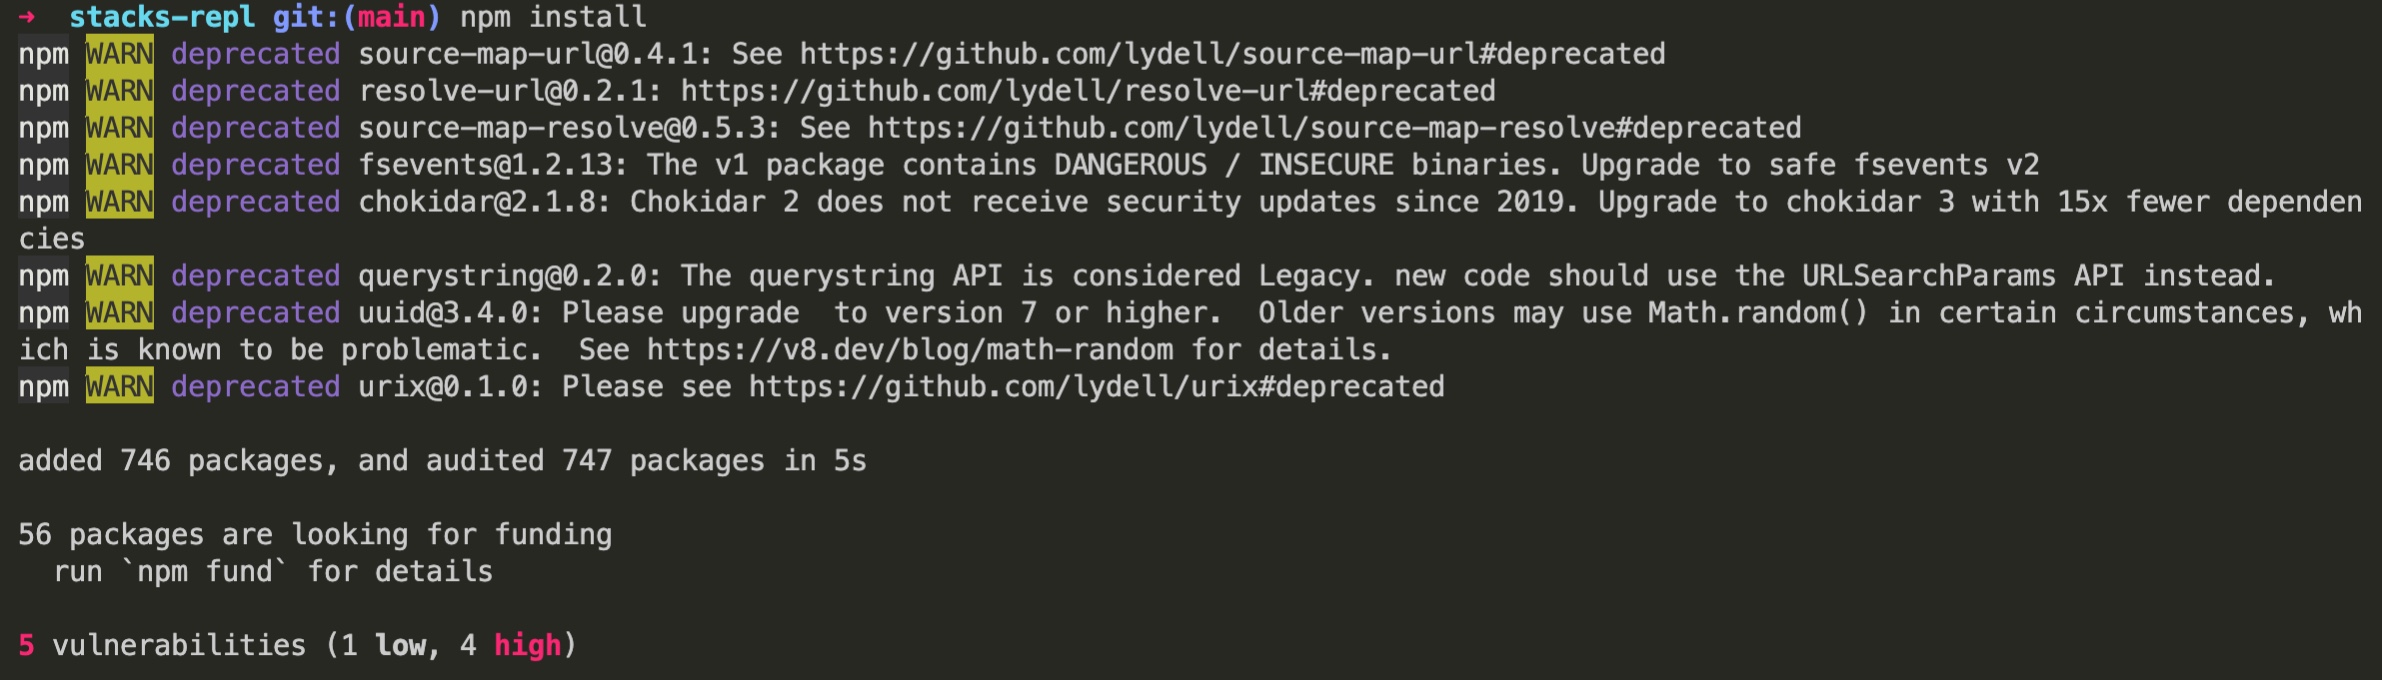 → stacks-repl git:(main) npm install
npm WARN deprecated source-map-url@0.4.1: See https://github.com/lydell/source-map-url#deprecated
npm WARN deprecated resolve-url@0.2.1: https://github.com/lydell/resolve-url#deprecated
npm WARN deprecated source-map-resolve@0.5.3: See https://github.com/lydell/source-map-resolve#deprecated
npm WARN deprecated fsevents@1.2.13: The v1 package contains DANGEROUS / INSECURE binaries. Upgrade to safe fsevents v2
npm WARN deprecated chokidar@2.1.8: Chokidar 2 does not receive security updates since 2019. Upgrade to chokidar 3 with 15x fewer dependen
cies
npm WARN deprecated querystring@0.2.0: The querystring API is considered Legacy. new code should use the URLSearchParams API instead.
npm WARN deprecated uuid@3.4.0: Please upgrade  to version 7 or higher.  Older versions may use Math.random() in certain circumstances, wh
ich is known to be problematic.  See https://v8.dev/blog/math-random for details.
npm WARN deprecated urix@0.1.0: Please see https://github.com/lydell/urix#deprecated
added 746 packages, and audited 747 packages in 5s
56 packages are looking for funding
  run `npm fund` for details
5 vulnerabilities (1 low, 4 high)